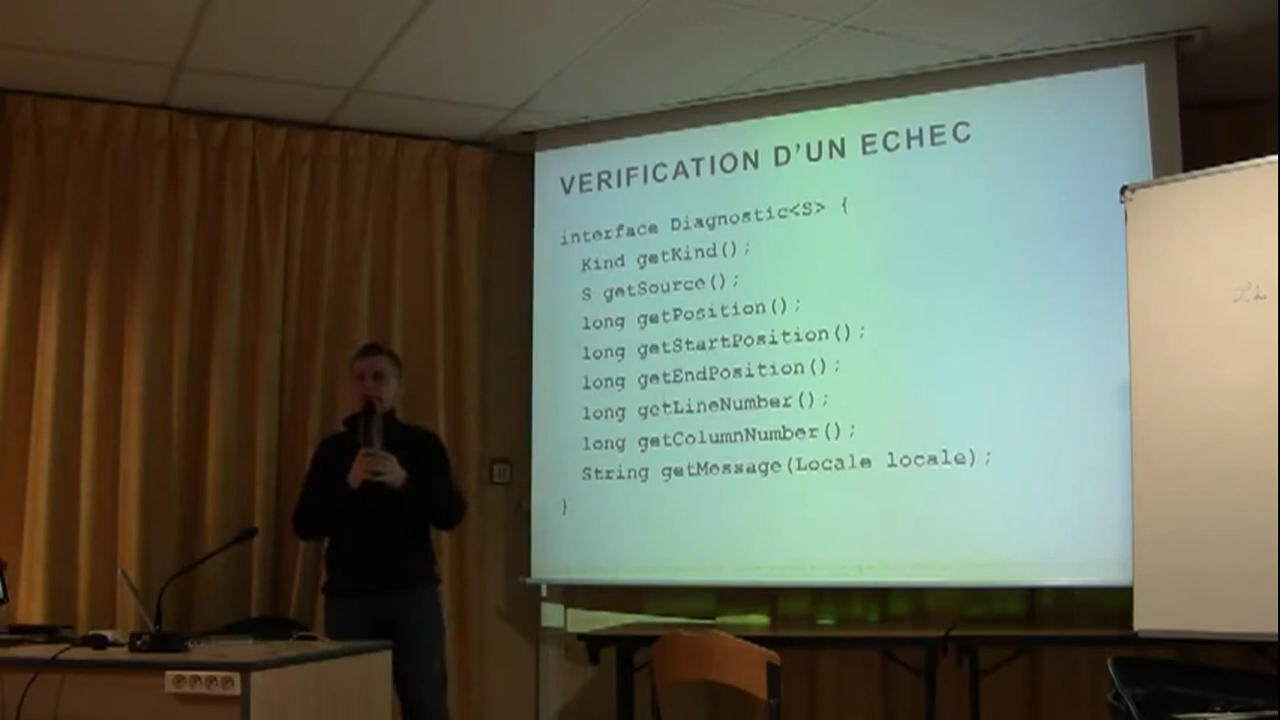 VERIFICATION D'UN ECHEC
interface Diagnostic<S> {
Kind getKind();
S getSource();
long getPosition();
long getStartPosition();
long getEndPosition();
long getLineNumber();
long getColumnNumber();
String getMessage(Locale locale);
}